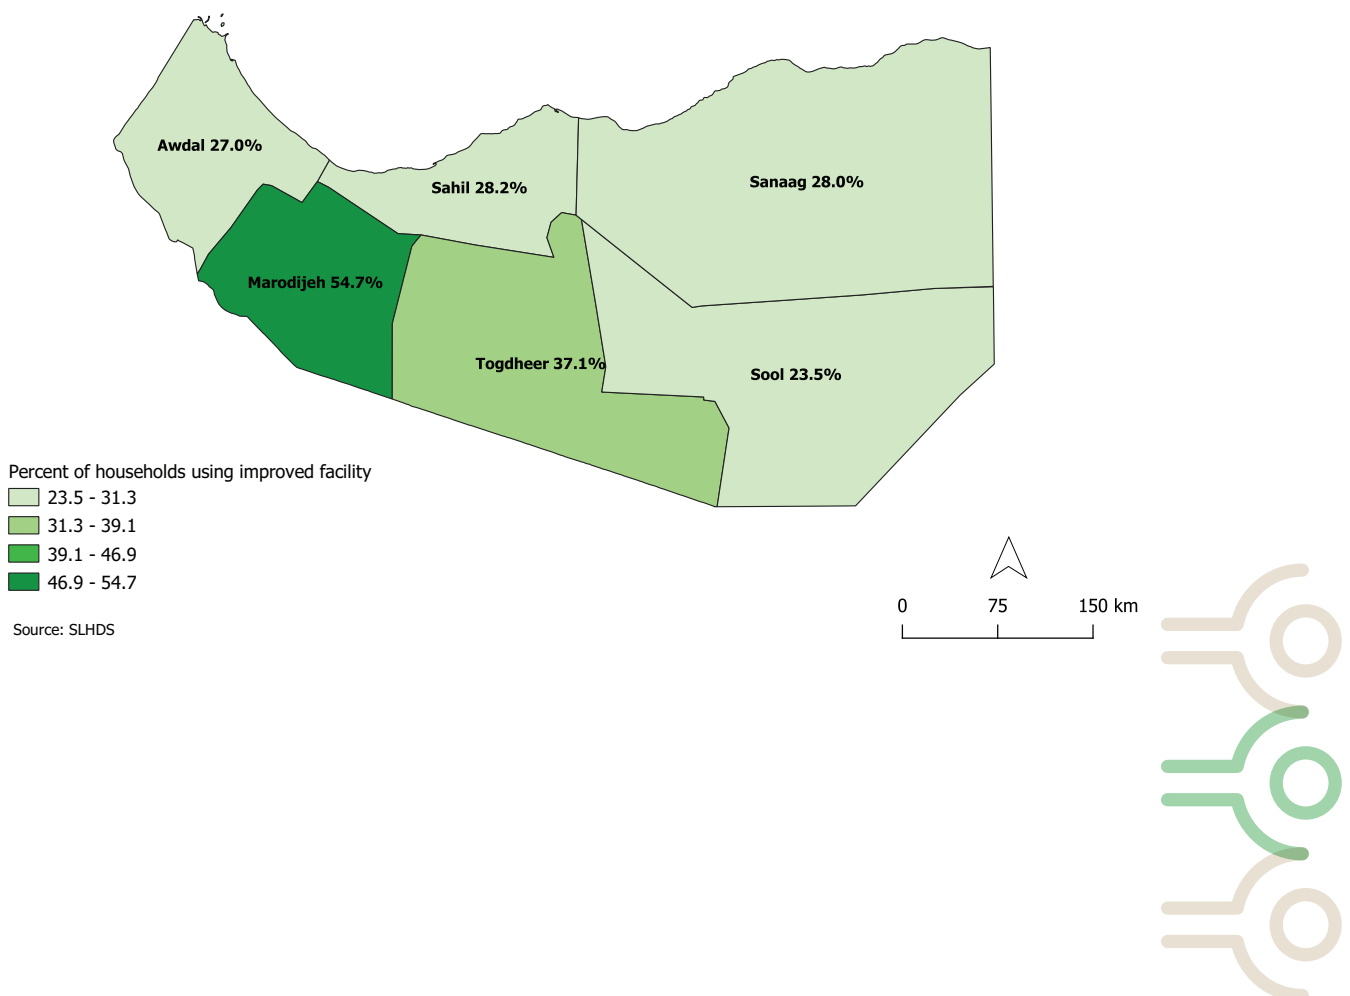 Awdal 27.0%
Sahil 28.2%
Sanaag 28.0%
Marodijeh 54.7%
Togdheer 37.1%
Sool 23.5%
Percent of households using improved facility
23.5 - 31.3
31.3 - 39.1
39.1 - 46.9
46.9 - 54.7
Source: SLHDS
0 75 150 km